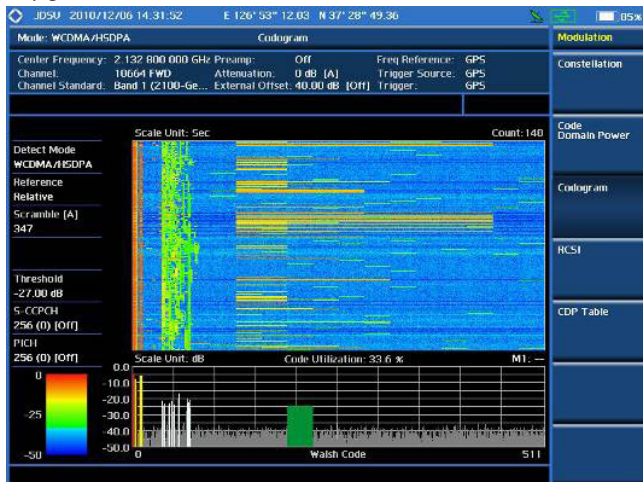 JDSU 2010/12/06 14:31:52 E 126° 53" 12.03 N 37° 28" 49.36 05%
Mode: WCDMA/HSDPA Codogram Modulation
Center Frequency: 2.132 800 000 GHz Preamp: Off Freq Reference: GPS
Channel: 10664 FWD Attenuation: 0 dB [A] Trigger Source: GPS
Channel Standard: Band 1 (2100-Ge... External Offset: 40.00 dB [Off] Trigger: GPS
Constellation
Code
Domain Power
Codogram
RCSI
CDP Table
Scale Unit: Sec Count:140
Detect Mode
WCDMA/HSDPA
Reference
Relative
Scramble [A]
347
Threshold
-27.00 dB
S-CCPCH
256 (0) [Off]
PICH
256 (0) [Off]
Scale Unit: dB Code Utilization: 33.6 % M1: --
0
-25
-50
0.0
-10.0
-20.0
-30.0
-40.0
-50.0
0 Walsh Code 511